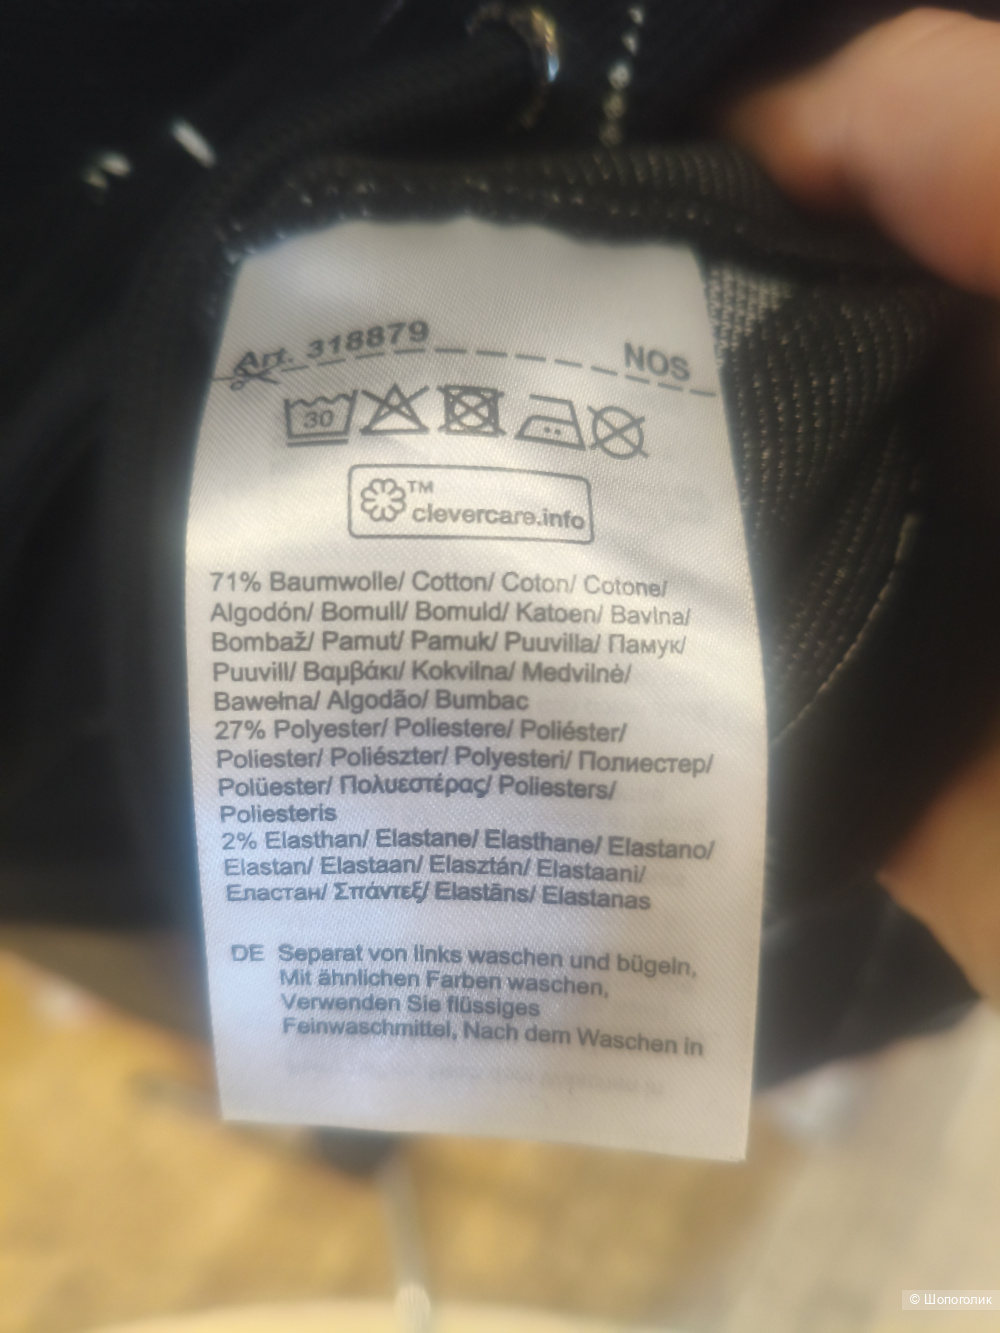 Art. 318879
NOS
30
TM
clevercare.info
71% Baumwolle/ Cotton/ Coton/ Cotone/
Algodón/ Bomull/ Bomuld/ Katoen/ Bavlna/
Bombaž/ Pamut/ Pamuk/ Puuvilla/ Памук/
Puuvill/ Βαμβάκι/ Kokvilna/ Medvilnė/
Bawełna/ Algodão/ Bumbac
27% Polyester/ Poliestere/ Poliéster/
Poliester/ Poliészter/ Polyesteri/ Полиестер/
Polüester/ Πολυεστέρας/ Poliesters/
Poliesteris
2% Elasthan/ Elastane/ Elasthane/ Elastano/
Elastan/ Elastaan/ Elasztán/ Elastaani/
Еластан/ Σπάντεξ/ Elastāns/ Elastanas
DE Separat von links waschen und bügeln,
Mit ähnlichen Farben waschen,
Verwenden Sie flüssiges
Feinwaschmittel, Nach dem Waschen in
© Шопоголик